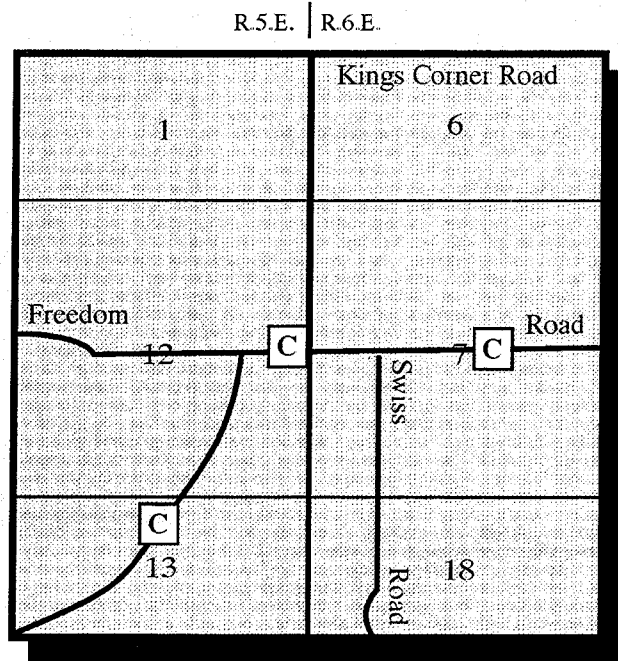 R.5.E. R.6.E.
Kings Corner Road
1
6
Freedom
Road
12
C
7
C
Swiss
C
13
18
Road